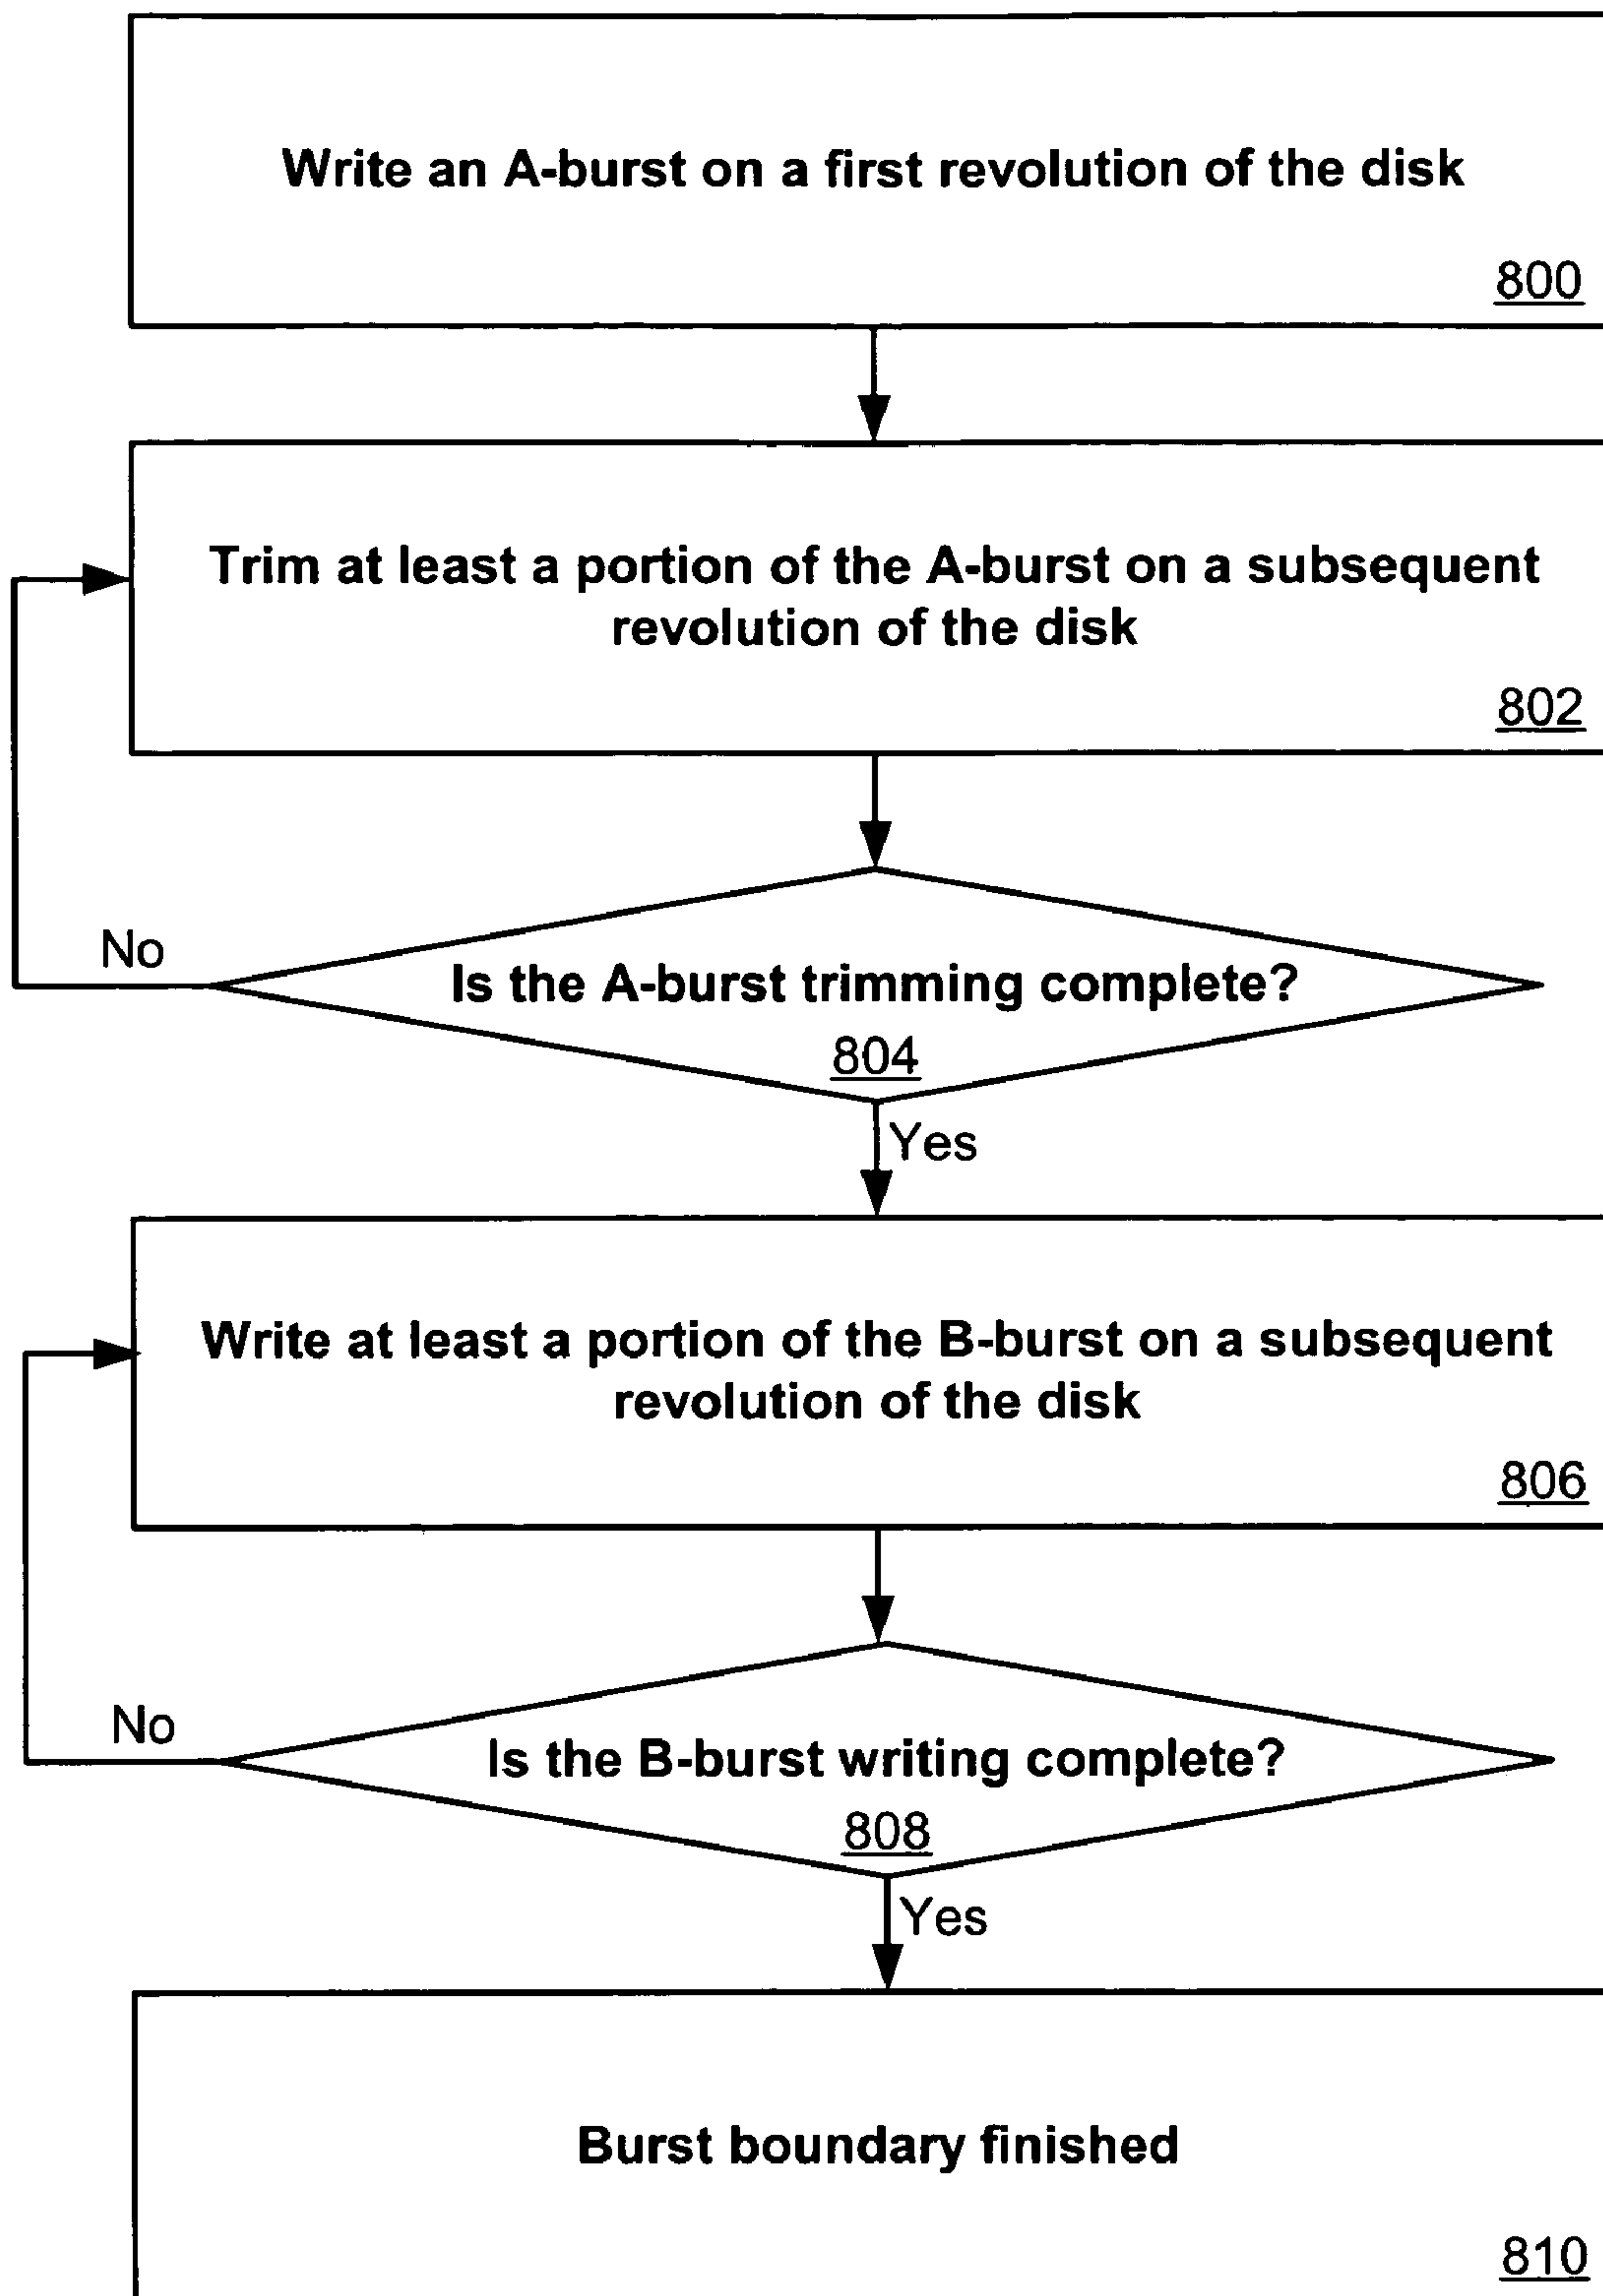 Write an A-burst on a first revolution of the disk
800
Trim at least a portion of the A-burst on a subsequent
revolution of the disk
802
No
Is the A-burst trimming complete?
804
Yes
Write at least a portion of the B-burst on a subsequent
revolution of the disk
806
No
Is the B-burst writing complete?
808
Yes
Burst boundary finished
810